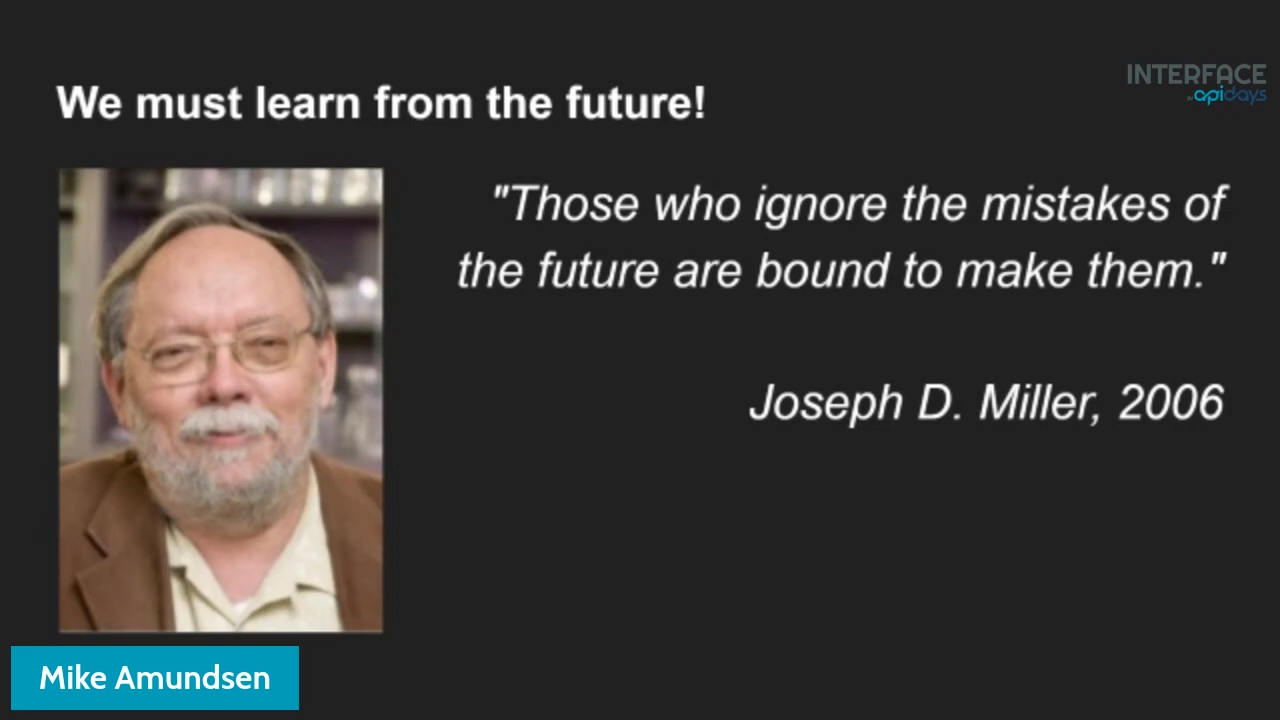 INTERFACE
BY apidays
We must learn from the future!
"Those who ignore the mistakes of
the future are bound to make them."
Joseph D. Miller, 2006
Mike Amundsen